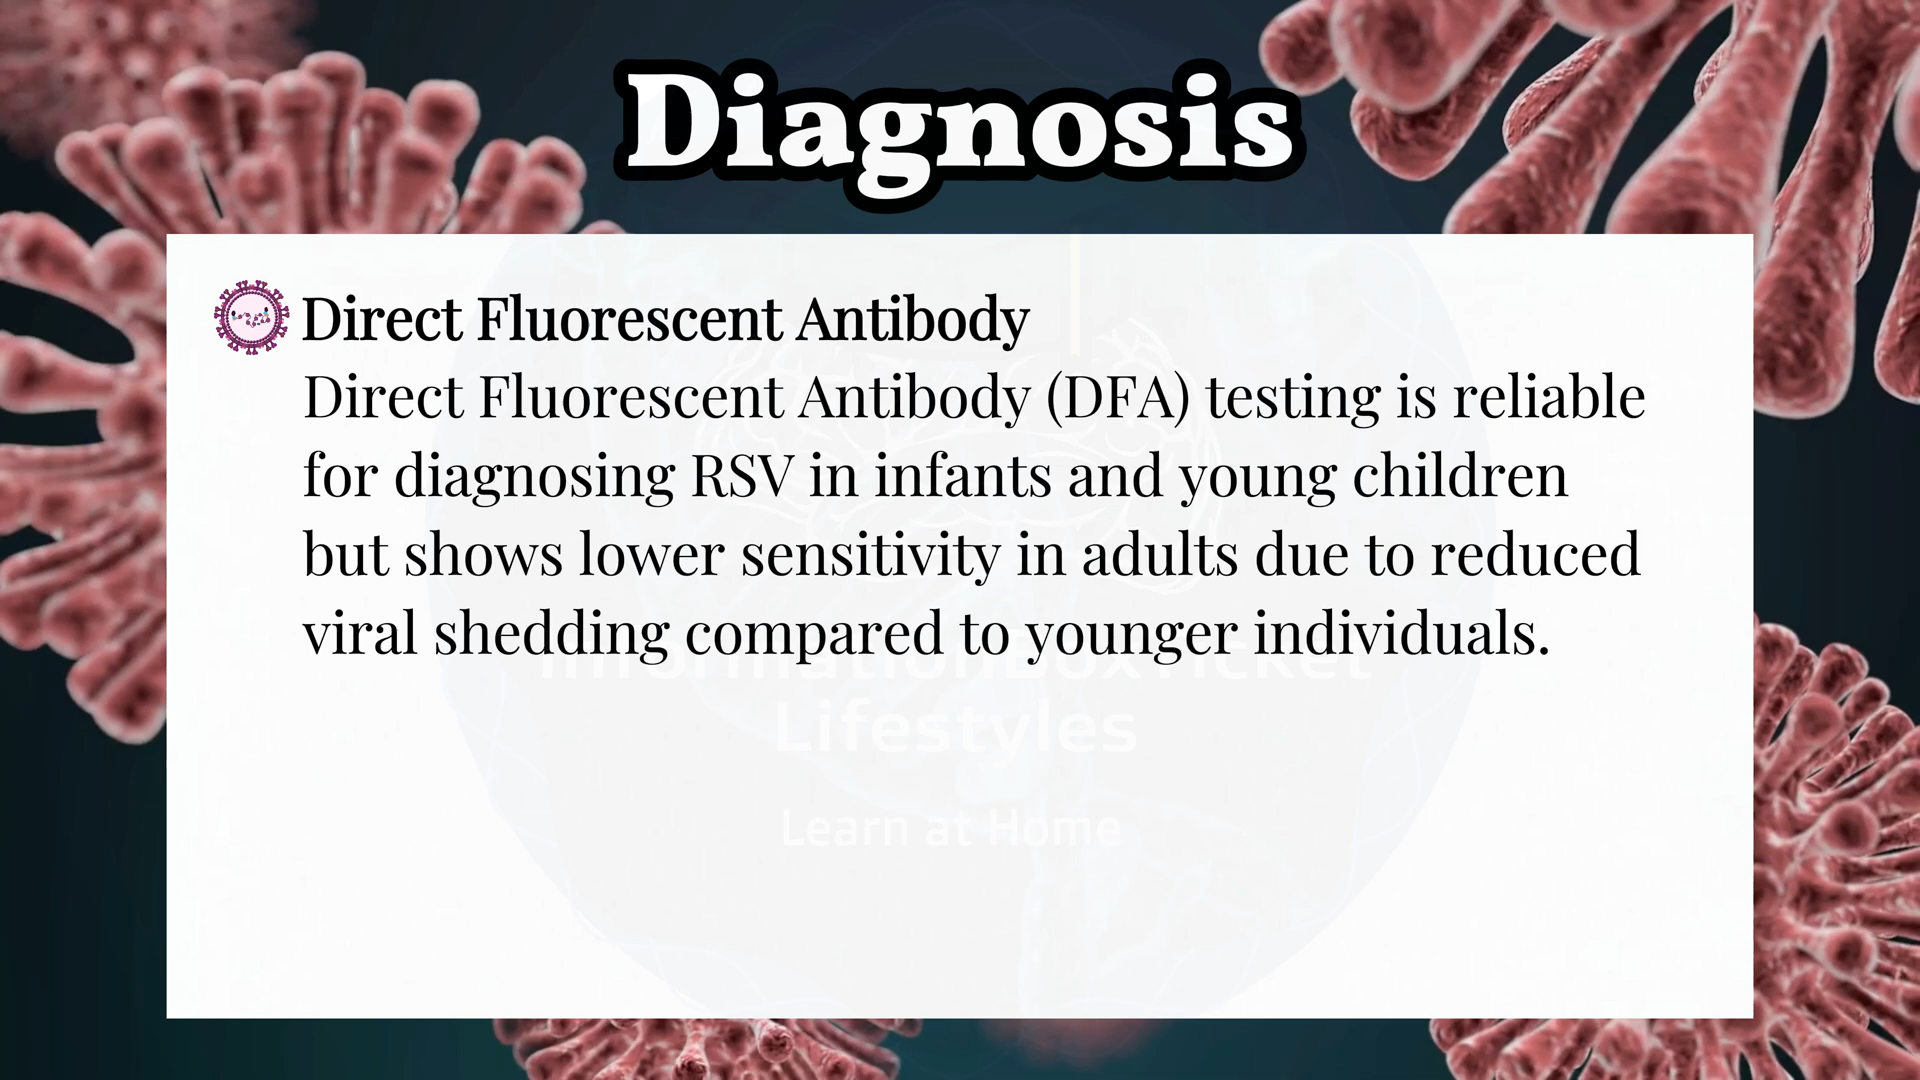 Diagnosis
Direct Fluorescent Antibody
Direct Fluorescent Antibody (DFA) testing is reliable
for diagnosing RSV in infants and young children
but shows lower sensitivity in adults due to reduced
viral shedding compared to younger individuals.
InformationBoxTicket
Lifestyles
Learn at Home